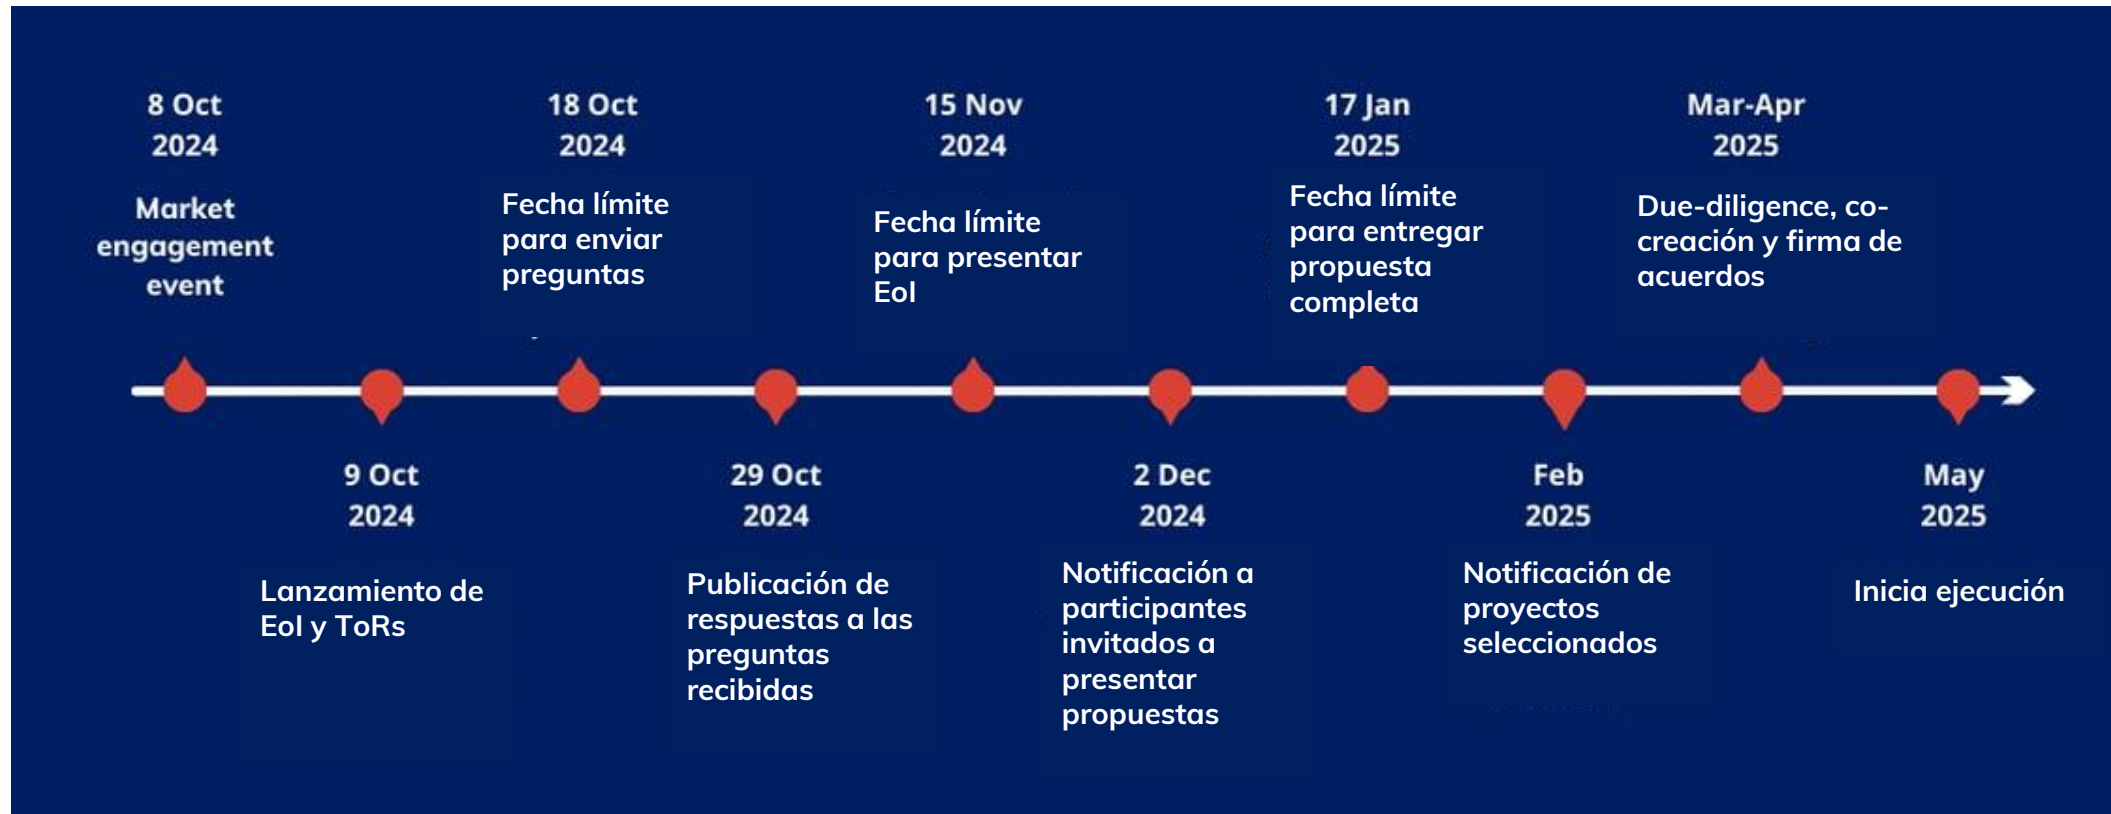 8 Oct
2024
Market
engagement
event
18 Oct
2024
Fecha límite
para enviar
preguntas
15 Nov
2024
Fecha límite
para presentar
EoI
17 Jan
2025
Fecha límite
para entregar
propuesta
completa
Mar-Apr
2025
Due-diligence, co-
creación y firma de
acuerdos
9 Oct
2024
Lanzamiento de
EoI y ToRs
29 Oct
2024
Publicación de
respuestas a las
preguntas
recibidas
2 Dec
2024
Notificación a
participantes
invitados a
presentar
propuestas
Feb
2025
Notificación de
proyectos
seleccionados
May
2025
Inicia ejecución